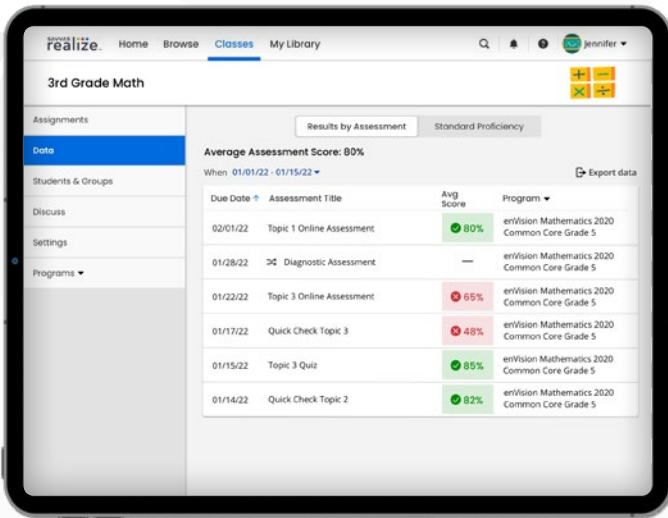 savvas
realize. Home Browse Classes My Library Jennifer
3rd Grade Math
Assignments
Data
Students & Groups
Discuss
Settings
Programs
Results by Assessment Standard Proficiency
Average Assessment Score: 80%
When 01/01/22 - 01/15/22 Export data
Due Date Assessment Title Avg Score Program
02/01/22 Topic 1 Online Assessment 80% enVision Mathematics 2020
Common Core Grade 5
01/28/22 Diagnostic Assessment — enVision Mathematics 2020
Common Core Grade 5
01/22/22 Topic 3 Online Assessment 65% enVision Mathematics 2020
Common Core Grade 5
01/17/22 Quick Check Topic 3 48% enVision Mathematics 2020
Common Core Grade 5
01/15/22 Topic 3 Quiz 85% enVision Mathematics 2020
Common Core Grade 5
01/14/22 Quick Check Topic 2 82% enVision Mathematics 2020
Common Core Grade 5